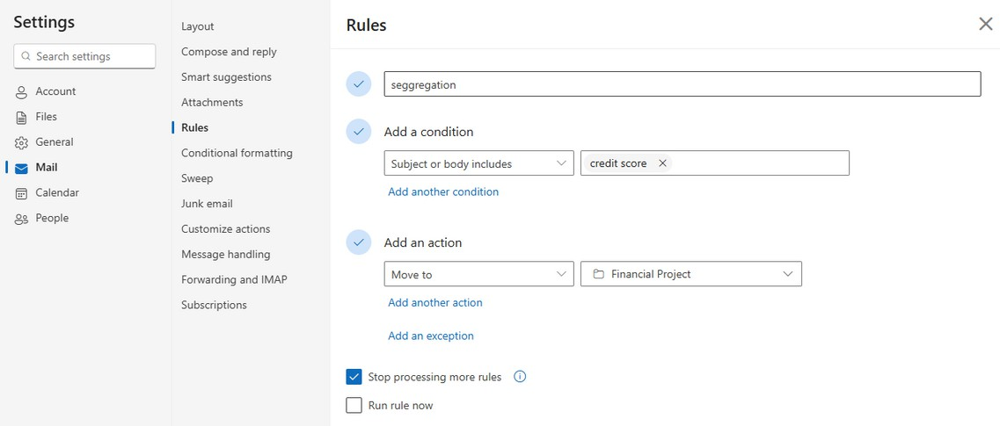 Settings
Search settings
Account
Files
General
Mail
Calendar
People
Layout
Compose and reply
Smart suggestions
Attachments
Rules
Conditional formatting
Sweep
Junk email
Customize actions
Message handling
Forwarding and IMAP
Subscriptions
Rules
seggregation
Add a condition
Subject or body includes
credit score
Add another condition
Add an action
Move to
Financial Project
Add another action
Add an exception
Stop processing more rules
Run rule now